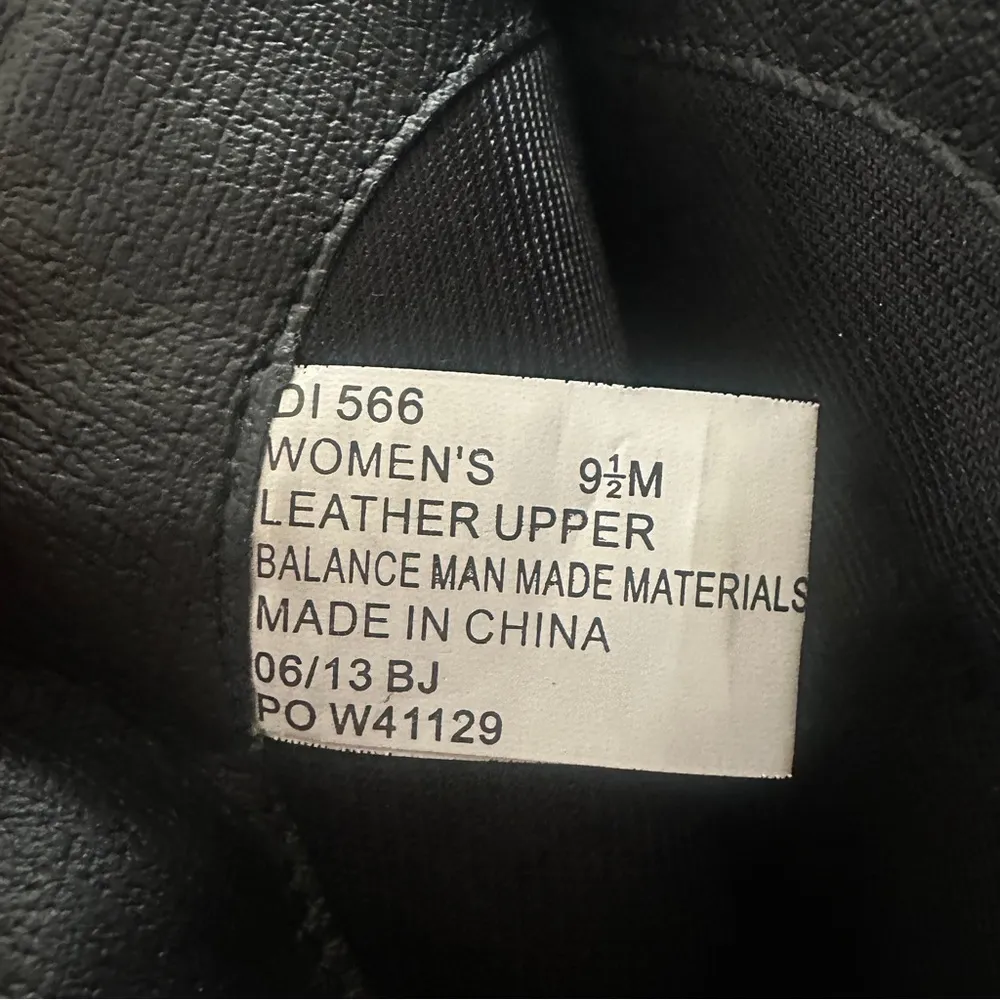 DI 566
WOMEN'S 9½M
LEATHER UPPER
BALANCE MAN MADE MATERIALS
MADE IN CHINA
06/13 BJ
PO W41129